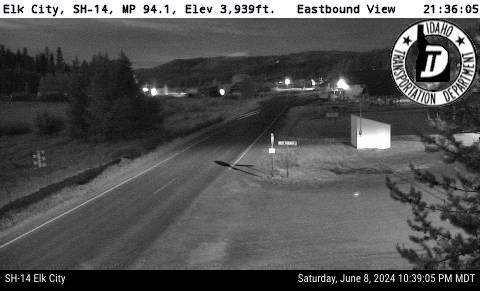 Elk City, SH-14, MP 94.1, Elev 3,939ft. Eastbound View 21:36:05
IDAHO
TRANSPORTATION DEPARTMENT
SH-14 Elk City Saturday, June 8, 2024 10:39:05 PM MDT